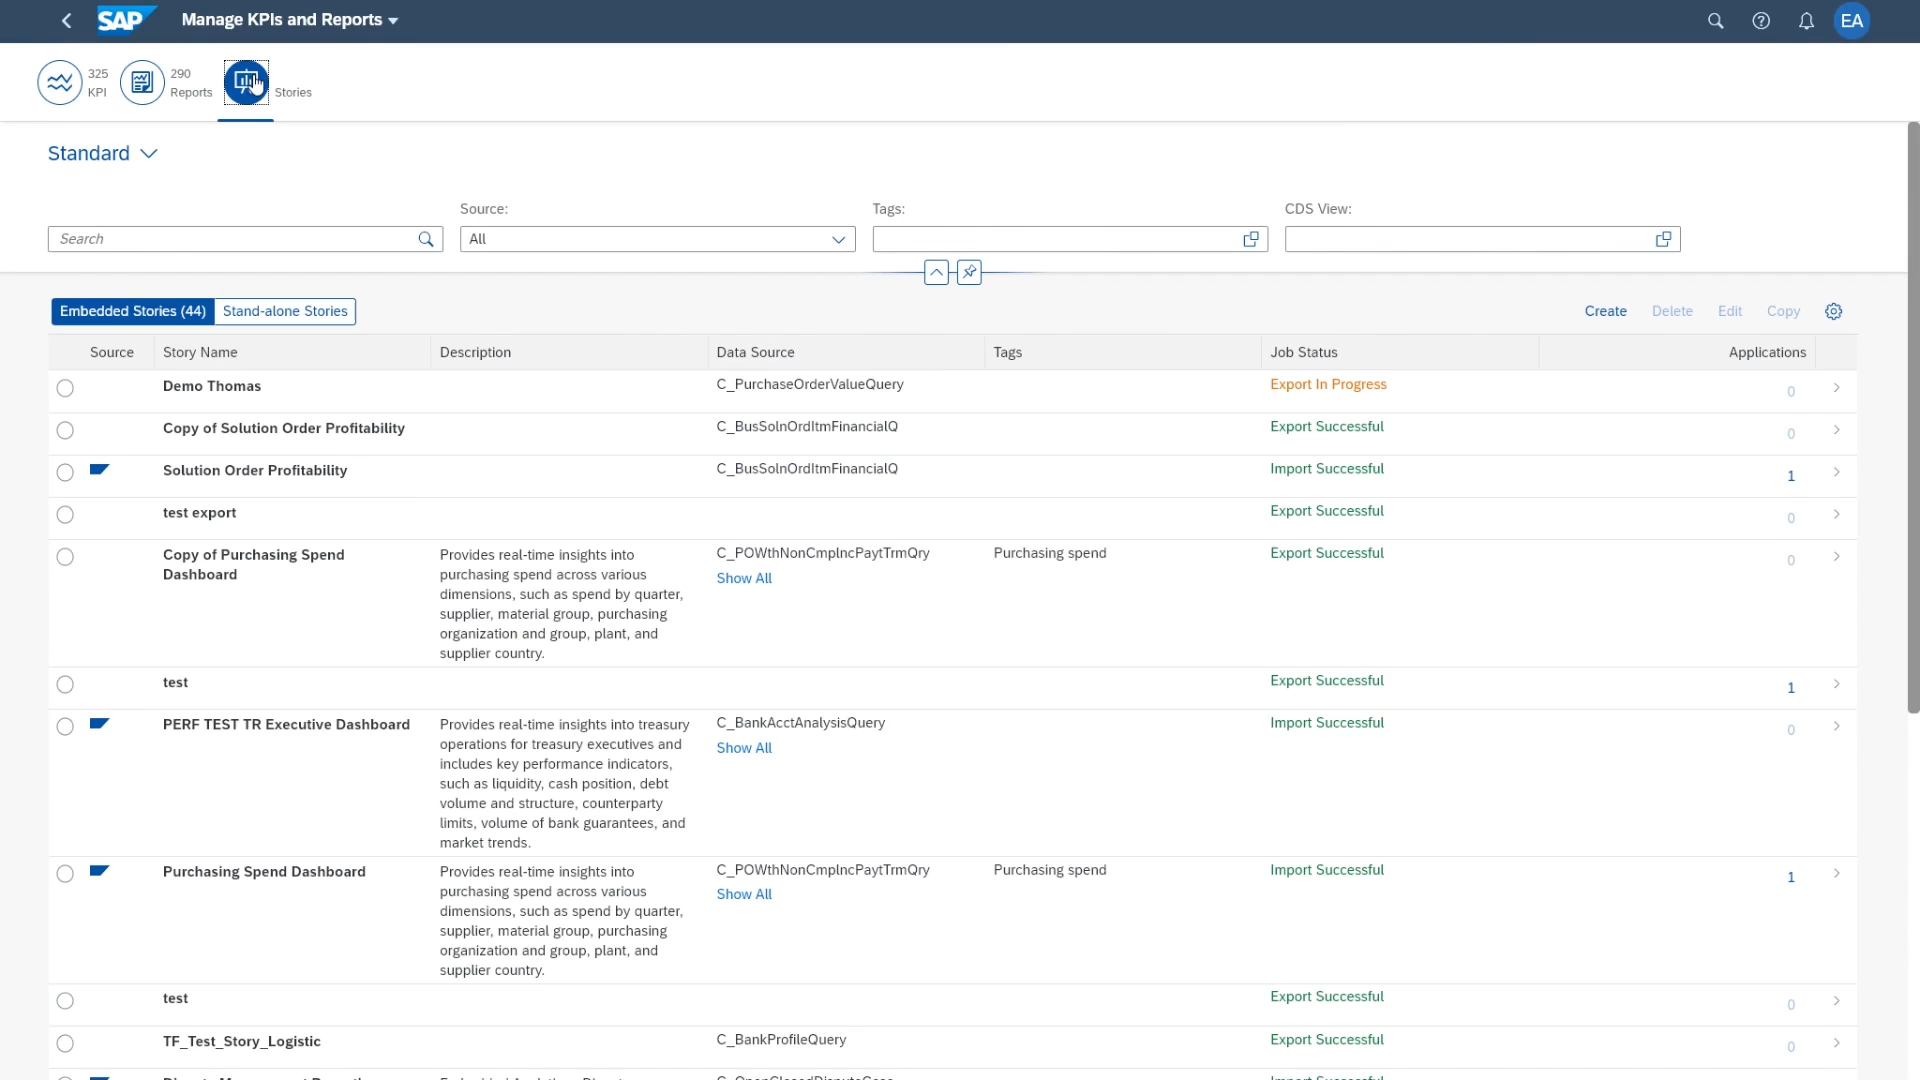 SAP Manage KPIs and Reports EA
325 KPI
290 Reports
Stories
Standard
Source: Tags: CDS View:
Search All
Embedded Stories (44) Stand-alone Stories Create Delete Edit Copy
Source Story Name Description Data Source Tags Job Status Applications
Demo Thomas C_PurchaseOrderValueQuery Export In Progress 0
Copy of Solution Order Profitability C_BusSolnOrdItmFinancialQ Export Successful 0
Solution Order Profitability C_BusSolnOrdItmFinancialQ Import Successful 1
test export Export Successful 0
Copy of Purchasing Spend Provides real-time insights into C_POWthNonCmplncPaytTrmQry Purchasing spend Export Successful 0
Dashboard purchasing spend across various Show All
dimensions, such as spend by quarter,
supplier, material group, purchasing
organization and group, plant, and
supplier country.
test Export Successful 1
PERF TEST TR Executive Dashboard Provides real-time insights into treasury C_BankAcctAnalysisQuery Import Successful 0
operations for treasury executives and Show All
includes key performance indicators,
such as liquidity, cash position, debt
volume and structure, counterparty
limits, volume of bank guarantees, and
market trends.
Purchasing Spend Dashboard Provides real-time insights into C_POWthNonCmplncPaytTrmQry Purchasing spend Import Successful 1
purchasing spend across various Show All
dimensions, such as spend by quarter,
supplier, material group, purchasing
organization and group, plant, and
supplier country.
test Export Successful 0
TF_Test_Story_Logistic C_BankProfileQuery Export Successful 0